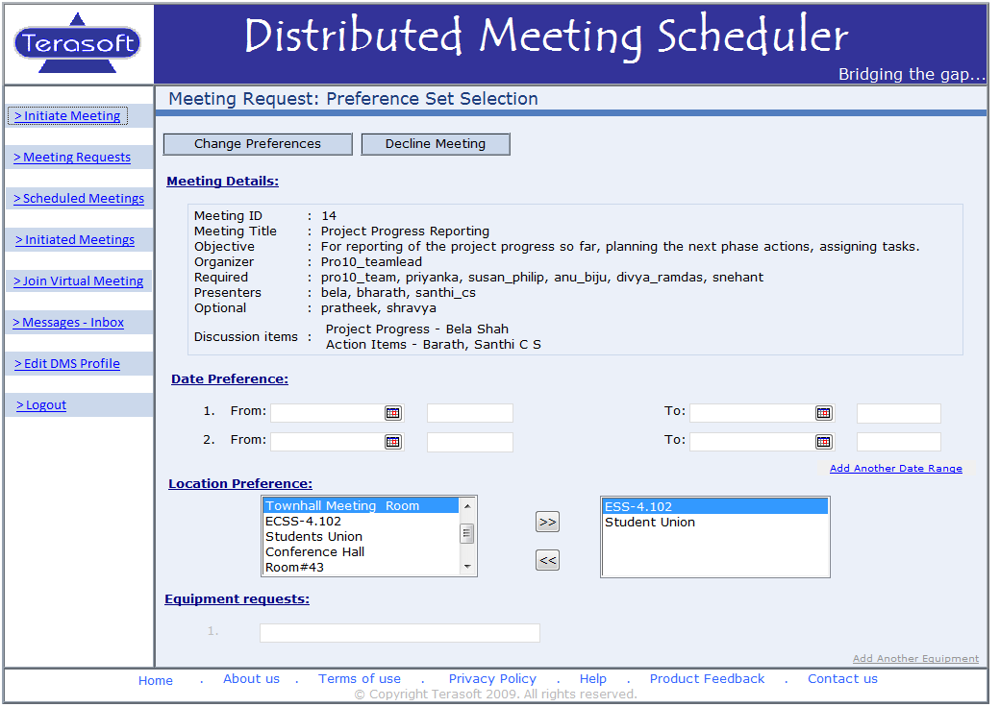 Terasoft
Distributed Meeting Scheduler
Bridging the gap...
> Initiate Meeting
> Meeting Requests
> Scheduled Meetings
> Initiated Meetings
> Join Virtual Meeting
> Messages - Inbox
> Edit DMS Profile
> Logout
Meeting Request: Preference Set Selection
Change Preferences Decline Meeting
Meeting Details:
Meeting ID : 14
Meeting Title : Project Progress Reporting
Objective : For reporting of the project progress so far, planning the next phase actions, assigning tasks.
Organizer : Pro10_teamlead
Required : pro10_team, priyanka, susan_philip, anu_biju, divya_ramdas, snehant
Presenters : bela, bharath, santhi_cs
Optional : pratheek, shravya
Discussion items : Project Progress - Bela Shah
Action Items - Barath, Santhi C S
Date Preference:
1. From: To:
2. From: To:
Add Another Date Range
Location Preference:
Townhall Meeting Room
ECSS-4.102
Students Union
Conference Hall
Room#43
>>
<<
ESS-4.102
Student Union
Equipment requests:
1.
Add Another Equipment
Home . About us . Terms of use . Privacy Policy . Help . Product Feedback . Contact us
© Copyright Terasoft 2009. All rights reserved.